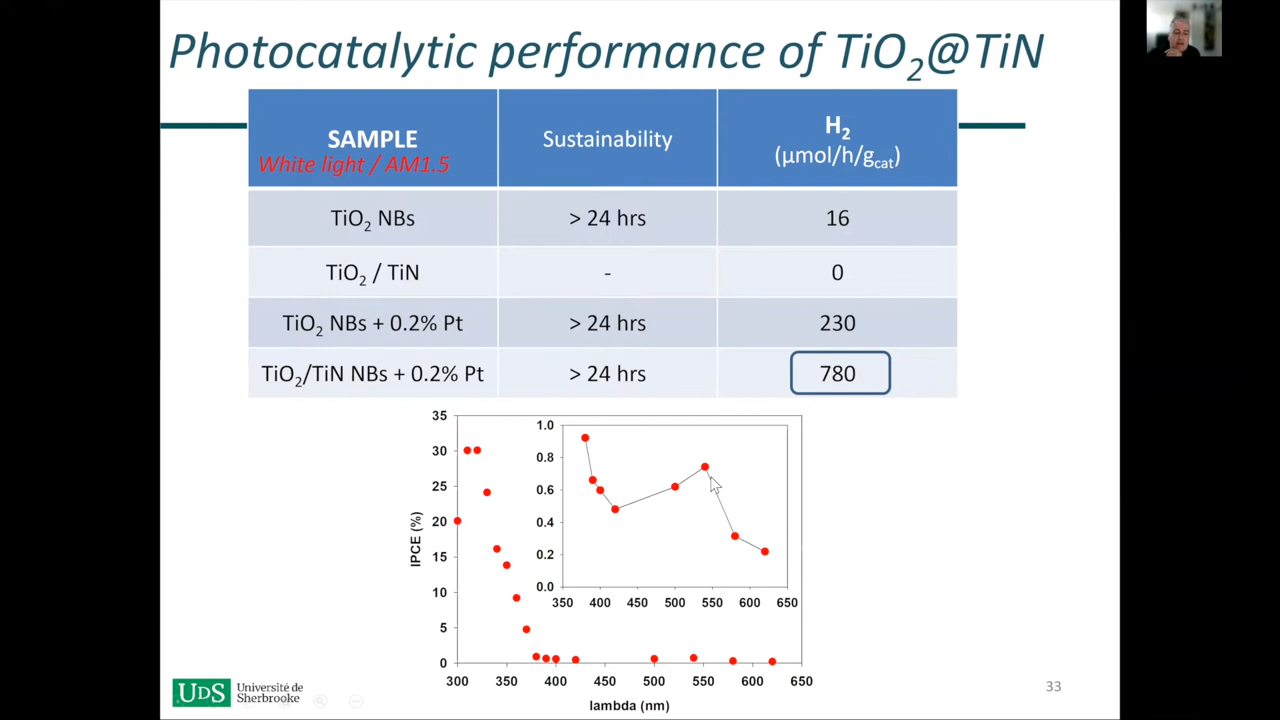 Photocatalytic performance of TiO₂@TiN
SAMPLE
White light / AM1.5
Sustainability
H₂
(µmol/h/g_cat)
TiO₂ NBs > 24 hrs 16
TiO₂ / TiN - 0
TiO₂ NBs + 0.2% Pt > 24 hrs 230
TiO₂/TiN NBs + 0.2% Pt > 24 hrs 780
35
30
25
20
15
10
5
0
IPCE (%)
1.0
0.8
0.6
0.4
0.2
0.0
350 400 450 500 550 600 650
300 350 400 450 500 550 600 650
lambda (nm)
UDS
Université de
Sherbrooke
33